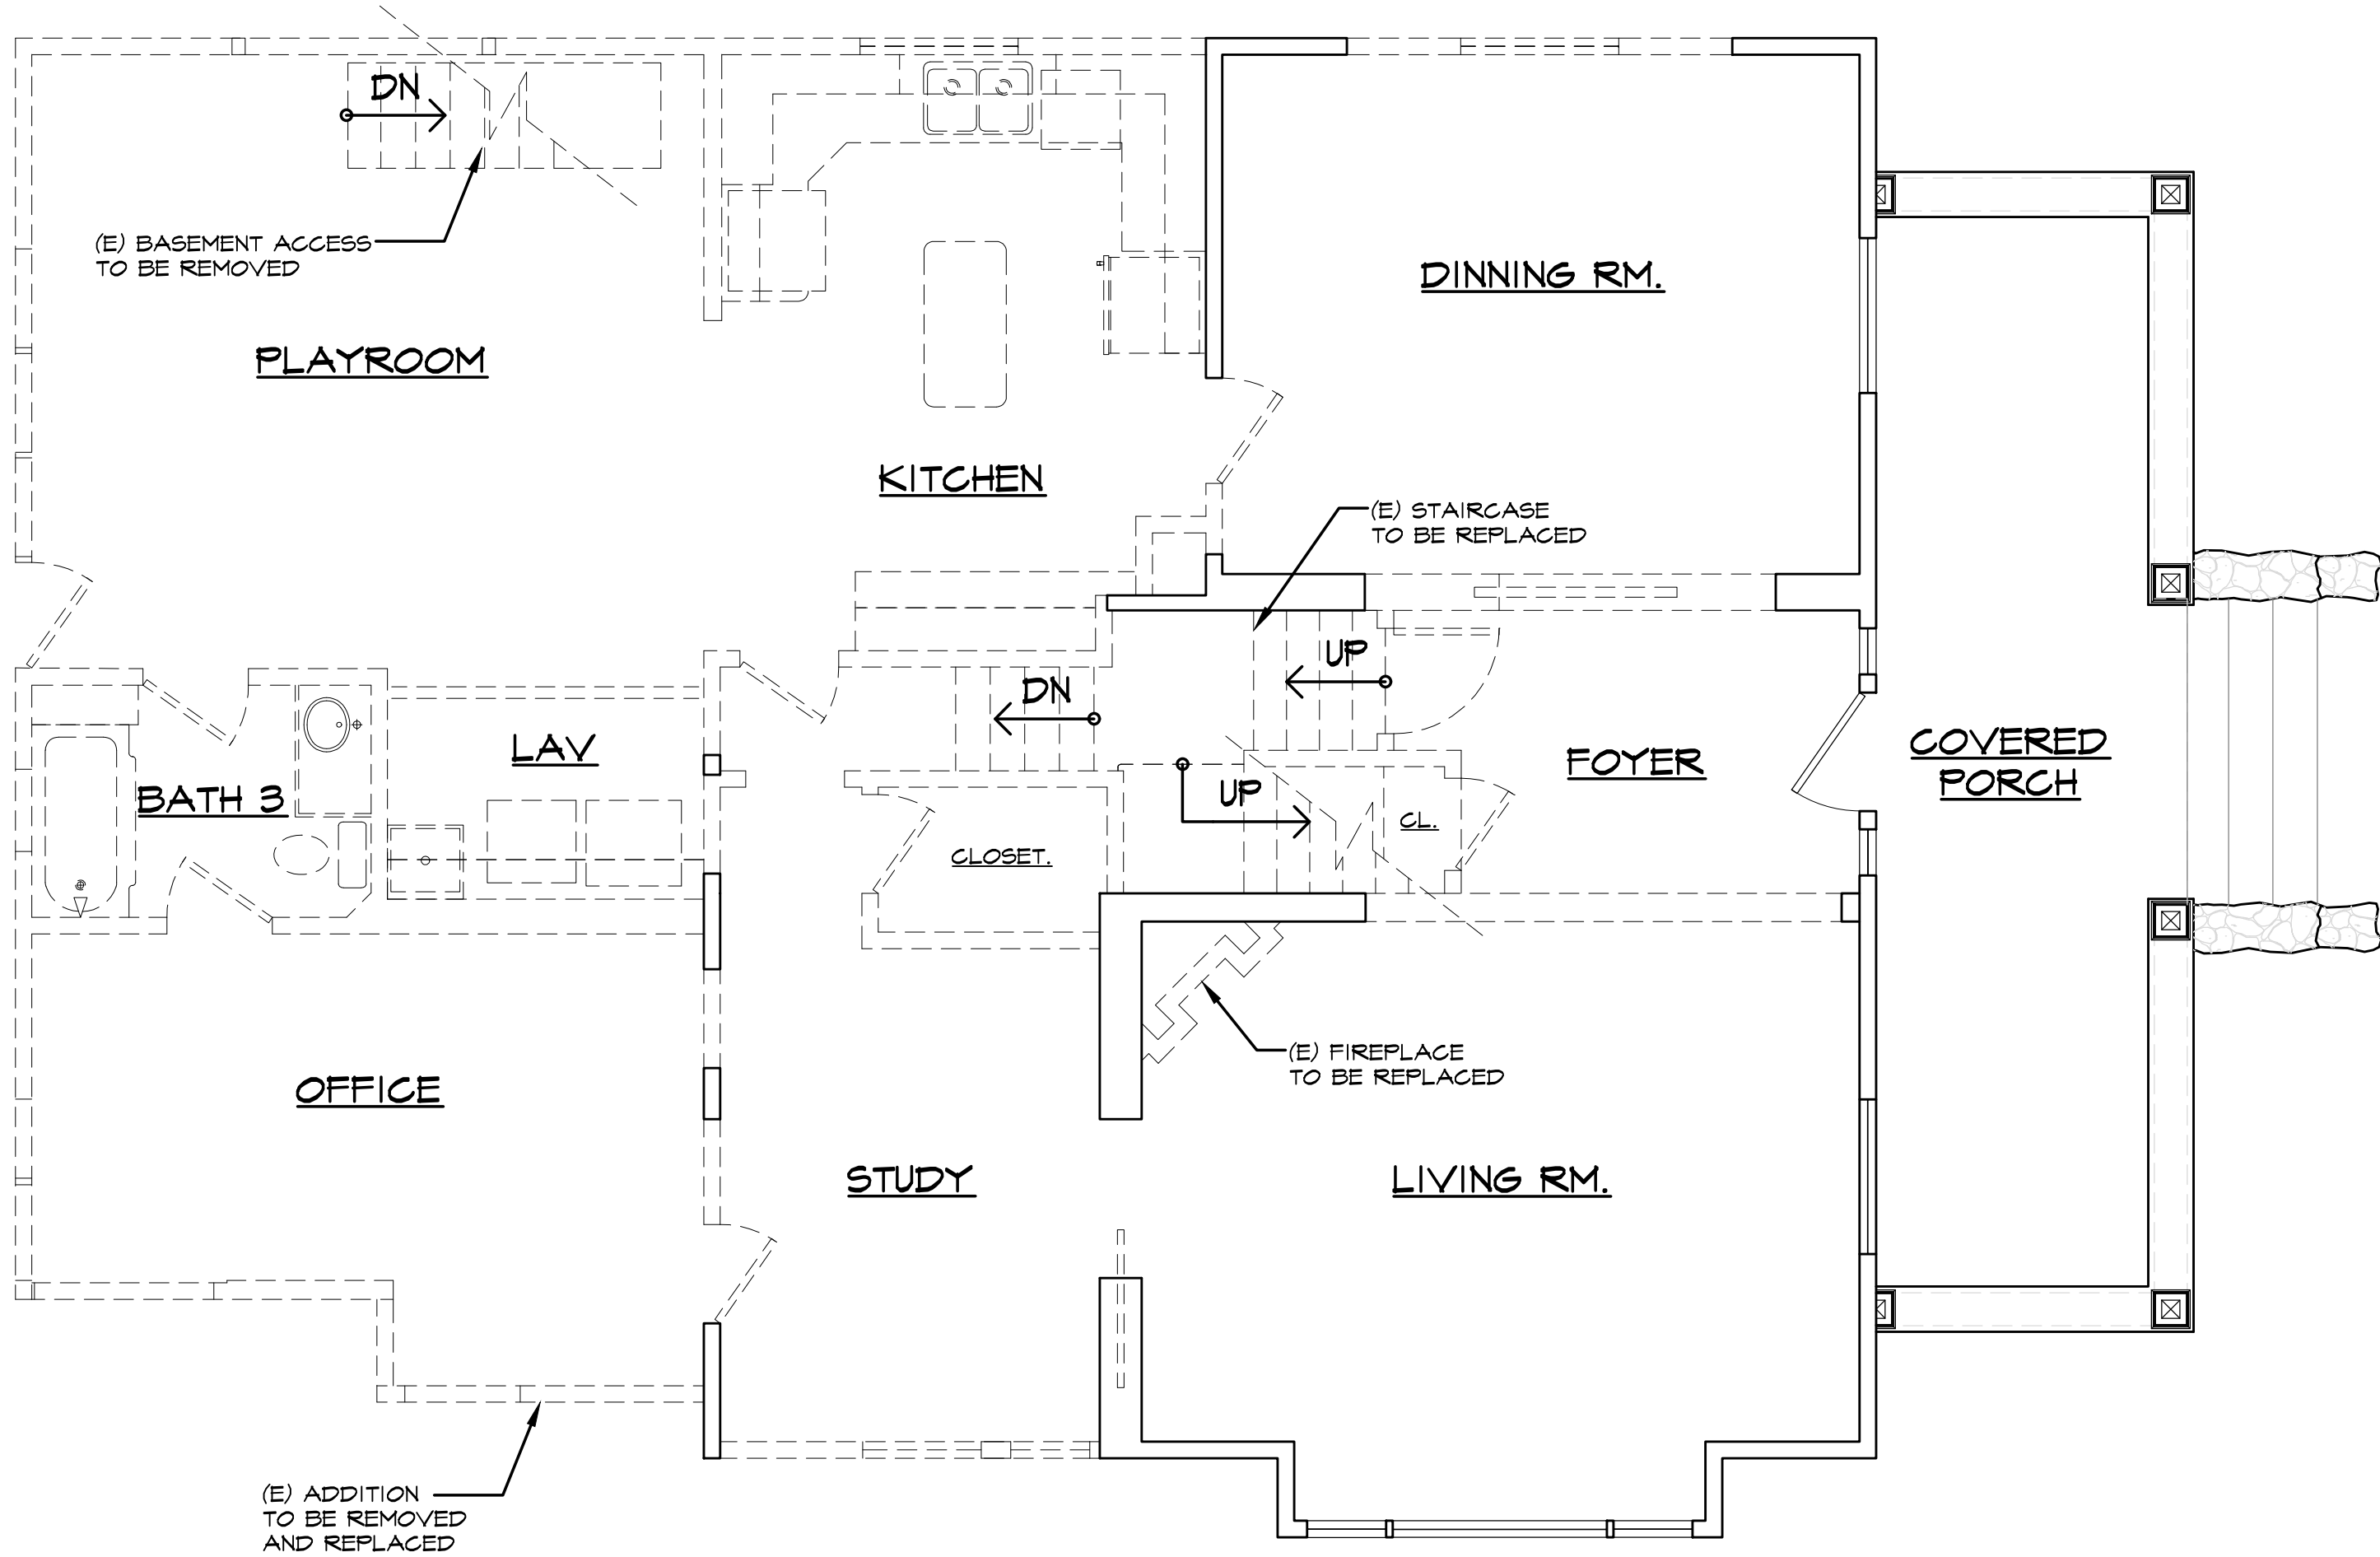 DN
(E) BASEMENT ACCESS
TO BE REMOVED
DINNING RM.
PLAYROOM
KITCHEN
(E) STAIRCASE
TO BE REPLACED
UP
DN
LAV
FOYER
COVERED
PORCH
BATH 3
UP
CL.
CLOSET.
(E) FIREPLACE
TO BE REPLACED
OFFICE
STUDY
LIVING RM.
(E) ADDITION
TO BE REMOVED
AND REPLACED